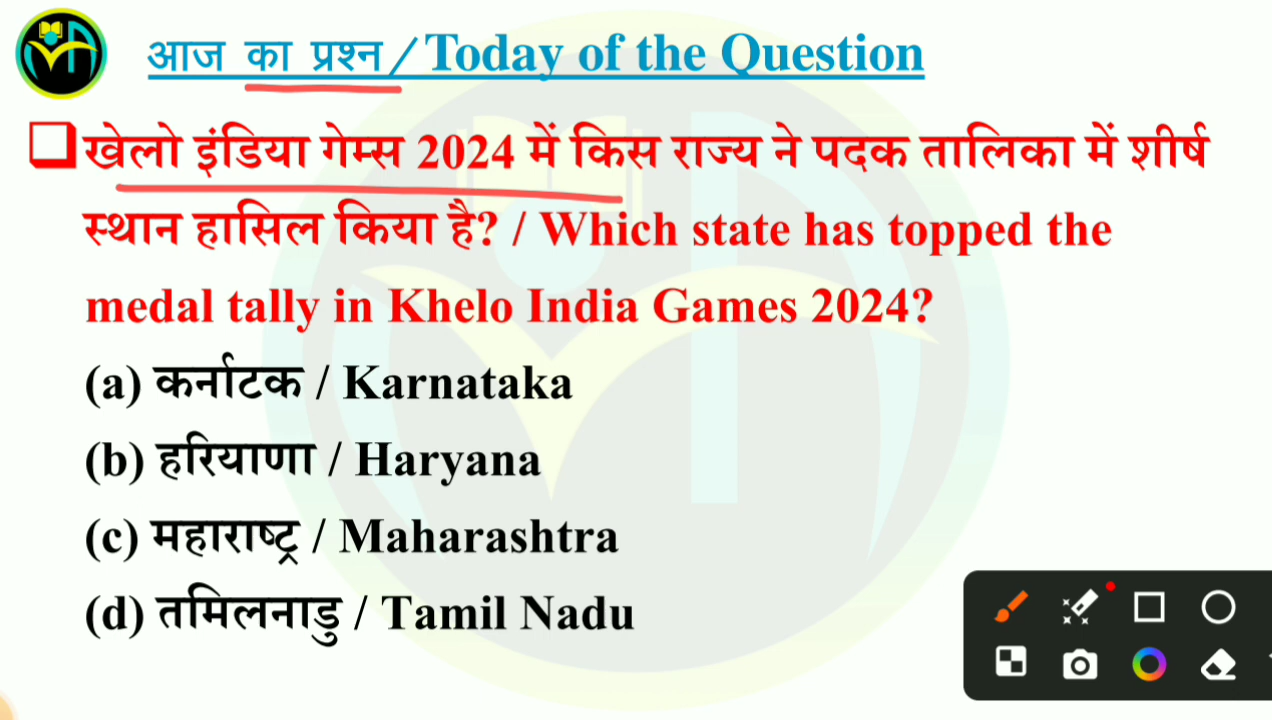 आज का प्रश्न / Today of the Question
खेलो इंडिया गेम्स 2024 में किस राज्य ने पदक तालिका में शीर्ष
स्थान हासिल किया है? / Which state has topped the
medal tally in Khelo India Games 2024?
(a) कर्नाटक / Karnataka
(b) हरियाणा / Haryana
(c) महाराष्ट्र / Maharashtra
(d) तमिलनाडु / Tamil Nadu